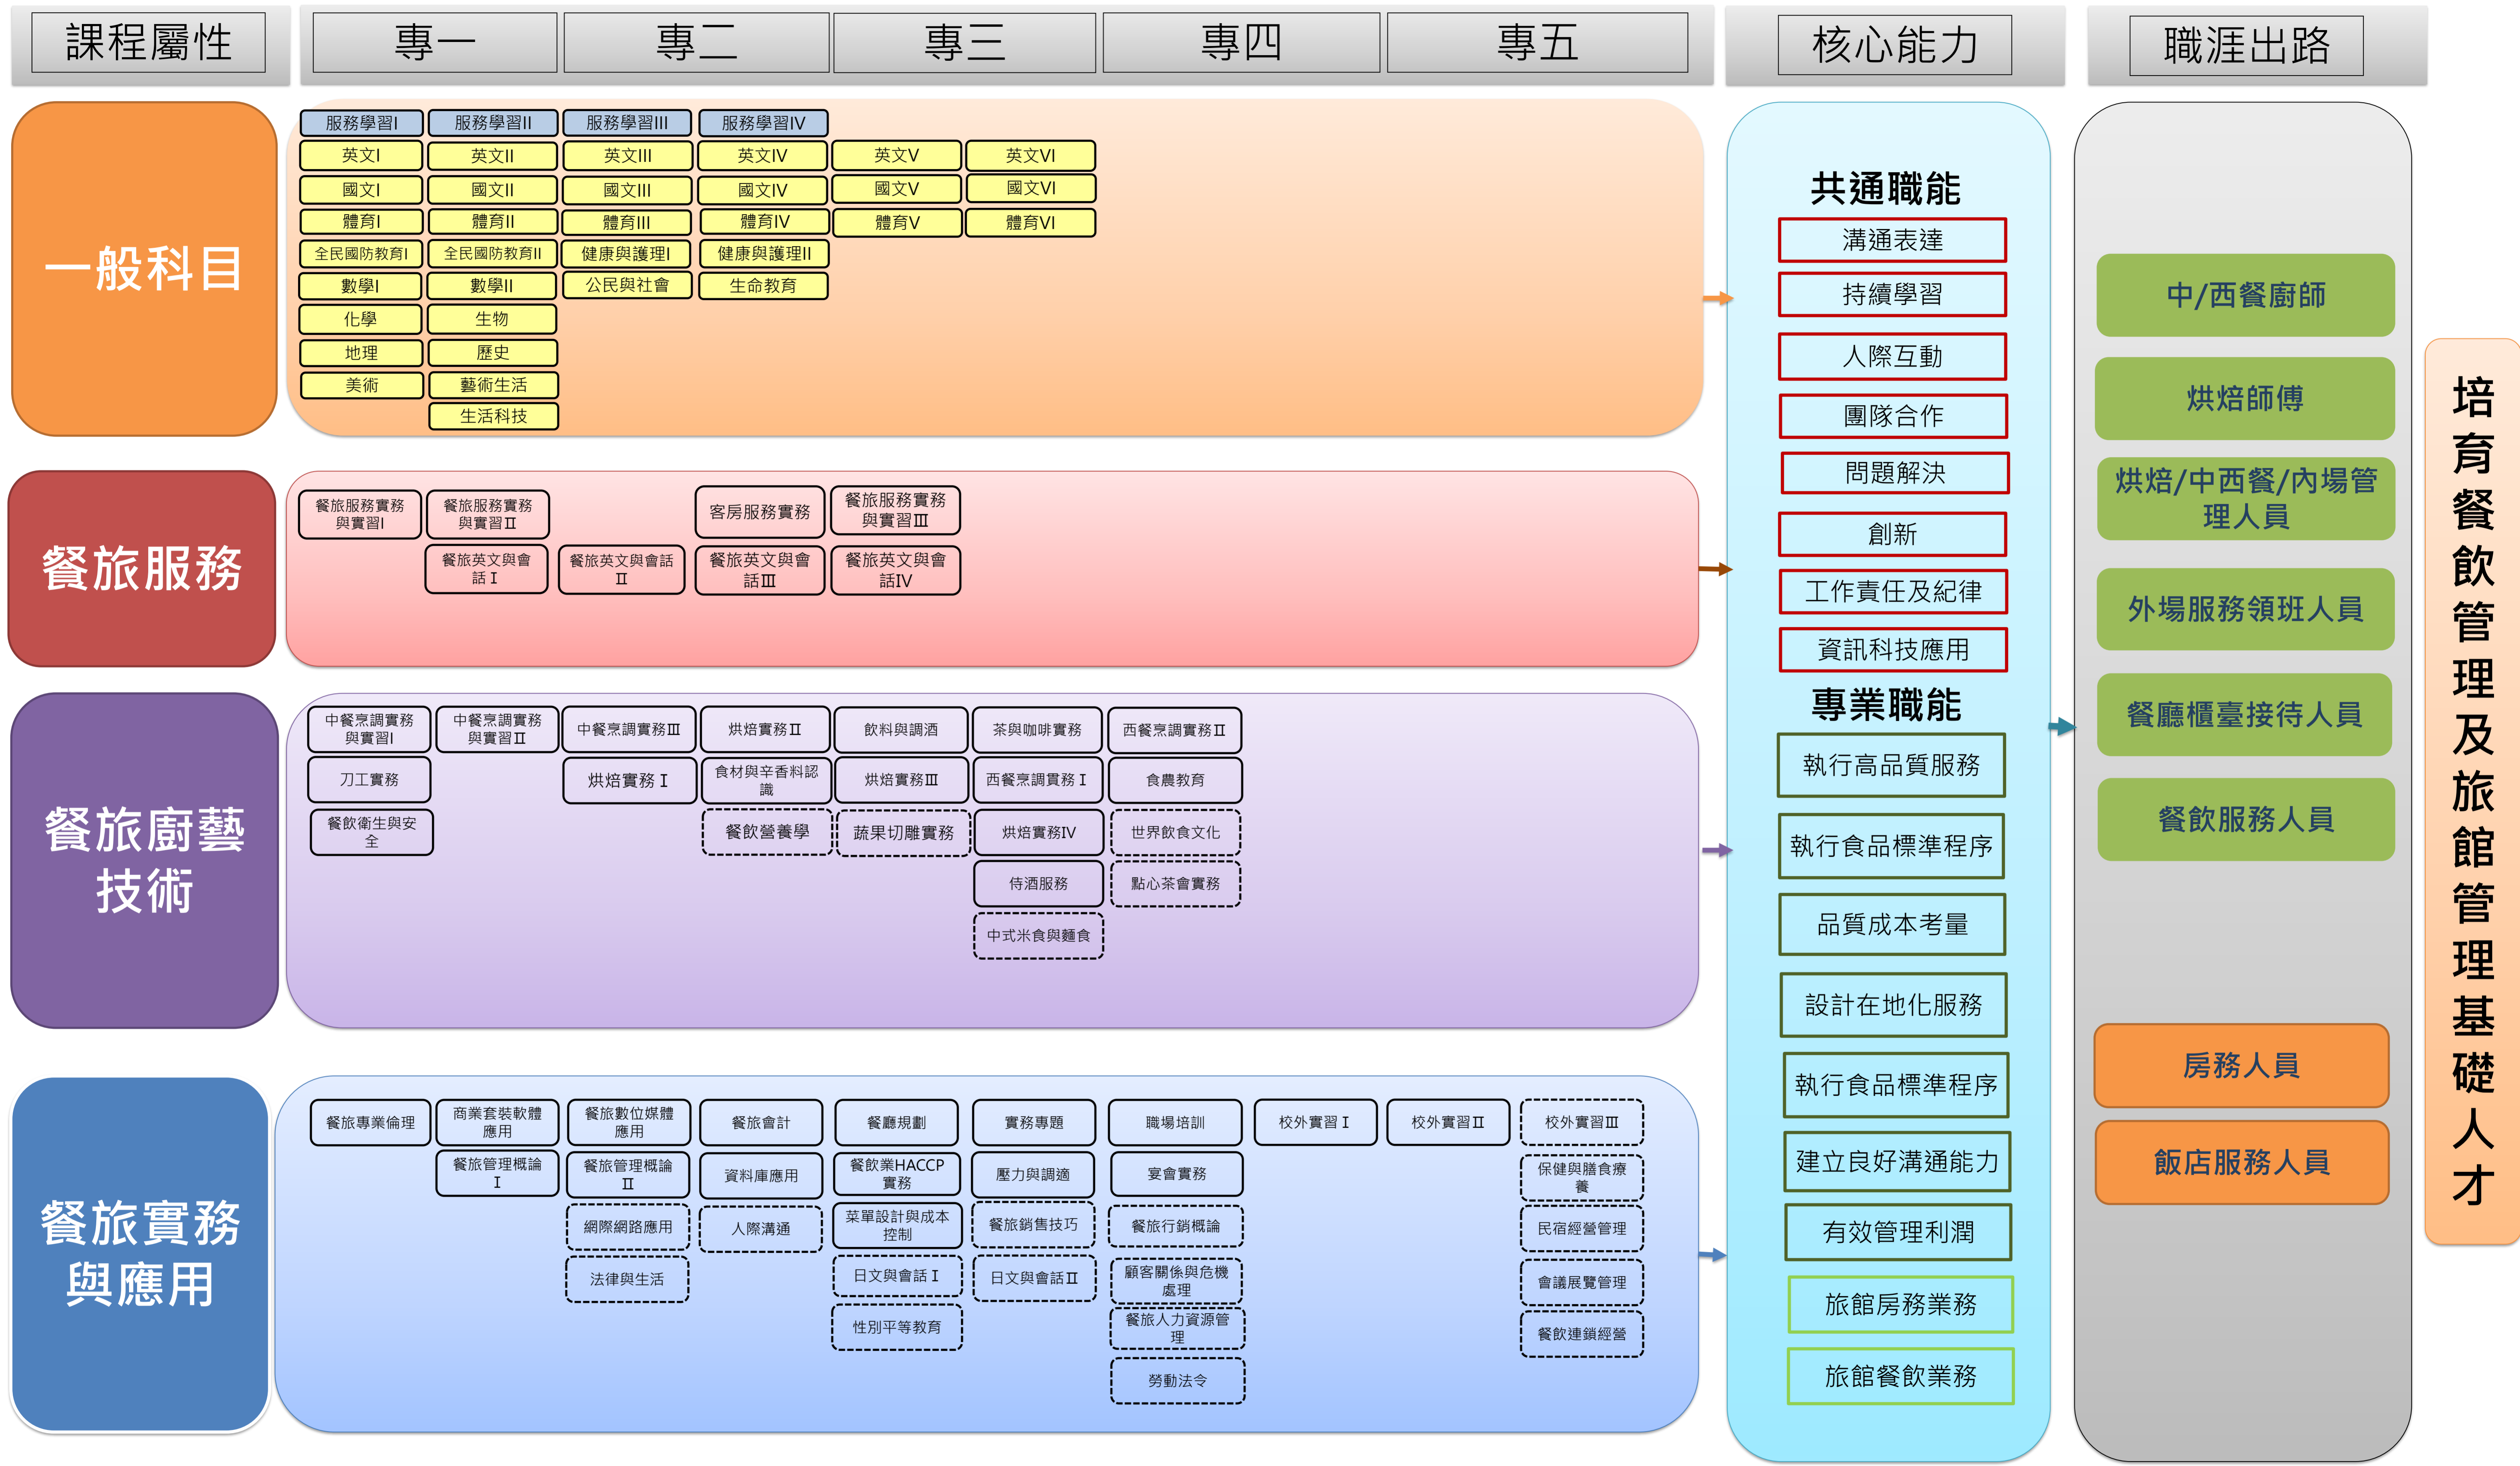 課程屬性
專一
專二
專三
專四
專五
核心能力
職涯出路
一般科目
服務學習I
服務學習II
服務學習III
服務學習IV
英文I
英文II
英文III
英文IV
英文V
英文VI
國文I
國文II
國文III
國文IV
國文V
國文VI
體育I
體育II
體育III
體育IV
體育V
體育VI
全民國防教育I
全民國防教育II
健康與護理I
健康與護理II
數學I
數學II
公民與社會
生命教育
化學
生物
地理
歷史
美術
藝術生活
生活科技
餐旅服務
餐旅服務實務
與實習I
餐旅服務實務
與實習Ⅱ
客房服務實務
餐旅服務實務
與實習Ⅲ
餐旅英文與會
話Ⅰ
餐旅英文與會話
Ⅱ
餐旅英文與會
話Ⅲ
餐旅英文與會
話IV
餐旅廚藝
技術
中餐烹調實務
與實習I
中餐烹調實務
與實習Ⅱ
中餐烹調實務Ⅲ
烘焙實務Ⅱ
飲料與調酒
茶與咖啡實務
西餐烹調實務Ⅱ
刀工實務
烘焙實務Ⅰ
食材與辛香料認
識
烘焙實務Ⅲ
西餐烹調實務Ⅰ
食農教育
餐飲衛生與安
全
餐飲營養學
蔬果切雕實務
烘焙實務IV
世界飲食文化
侍酒服務
點心茶會實務
中式米食與麵食
餐旅實務
與應用
餐旅專業倫理
商業套裝軟體
應用
餐旅數位媒體
應用
餐旅會計
餐廳規劃
實務專題
職場培訓
校外實習Ⅰ
校外實習Ⅱ
校外實習Ⅲ
餐旅管理概論
Ⅰ
餐旅管理概論
Ⅱ
資料庫應用
餐飲業HACCP
實務
壓力與調適
宴會實務
保健與膳食療
養
網際網路應用
人際溝通
菜單設計與成本
控制
餐旅銷售技巧
餐旅行銷概論
民宿經營管理
法律與生活
日文與會話Ⅰ
日文與會話Ⅱ
顧客關係與危機
處理
會議展覽管理
性別平等教育
餐旅人力資源管
理
餐飲連鎖經營
勞動法令
共通職能
溝通表達
持續學習
人際互動
團隊合作
問題解決
創新
工作責任及紀律
資訊科技應用
專業職能
執行高品質服務
執行食品標準程序
品質成本考量
設計在地化服務
執行食品標準程序
建立良好溝通能力
有效管理利潤
旅館房務業務
旅館餐飲業務
中/西餐廚師
烘焙師傅
烘焙/中西餐/內場管
理人員
外場服務領班人員
餐廳櫃臺接待人員
餐飲服務人員
房務人員
飯店服務人員
培育餐飲管理及旅館管理基礎人才